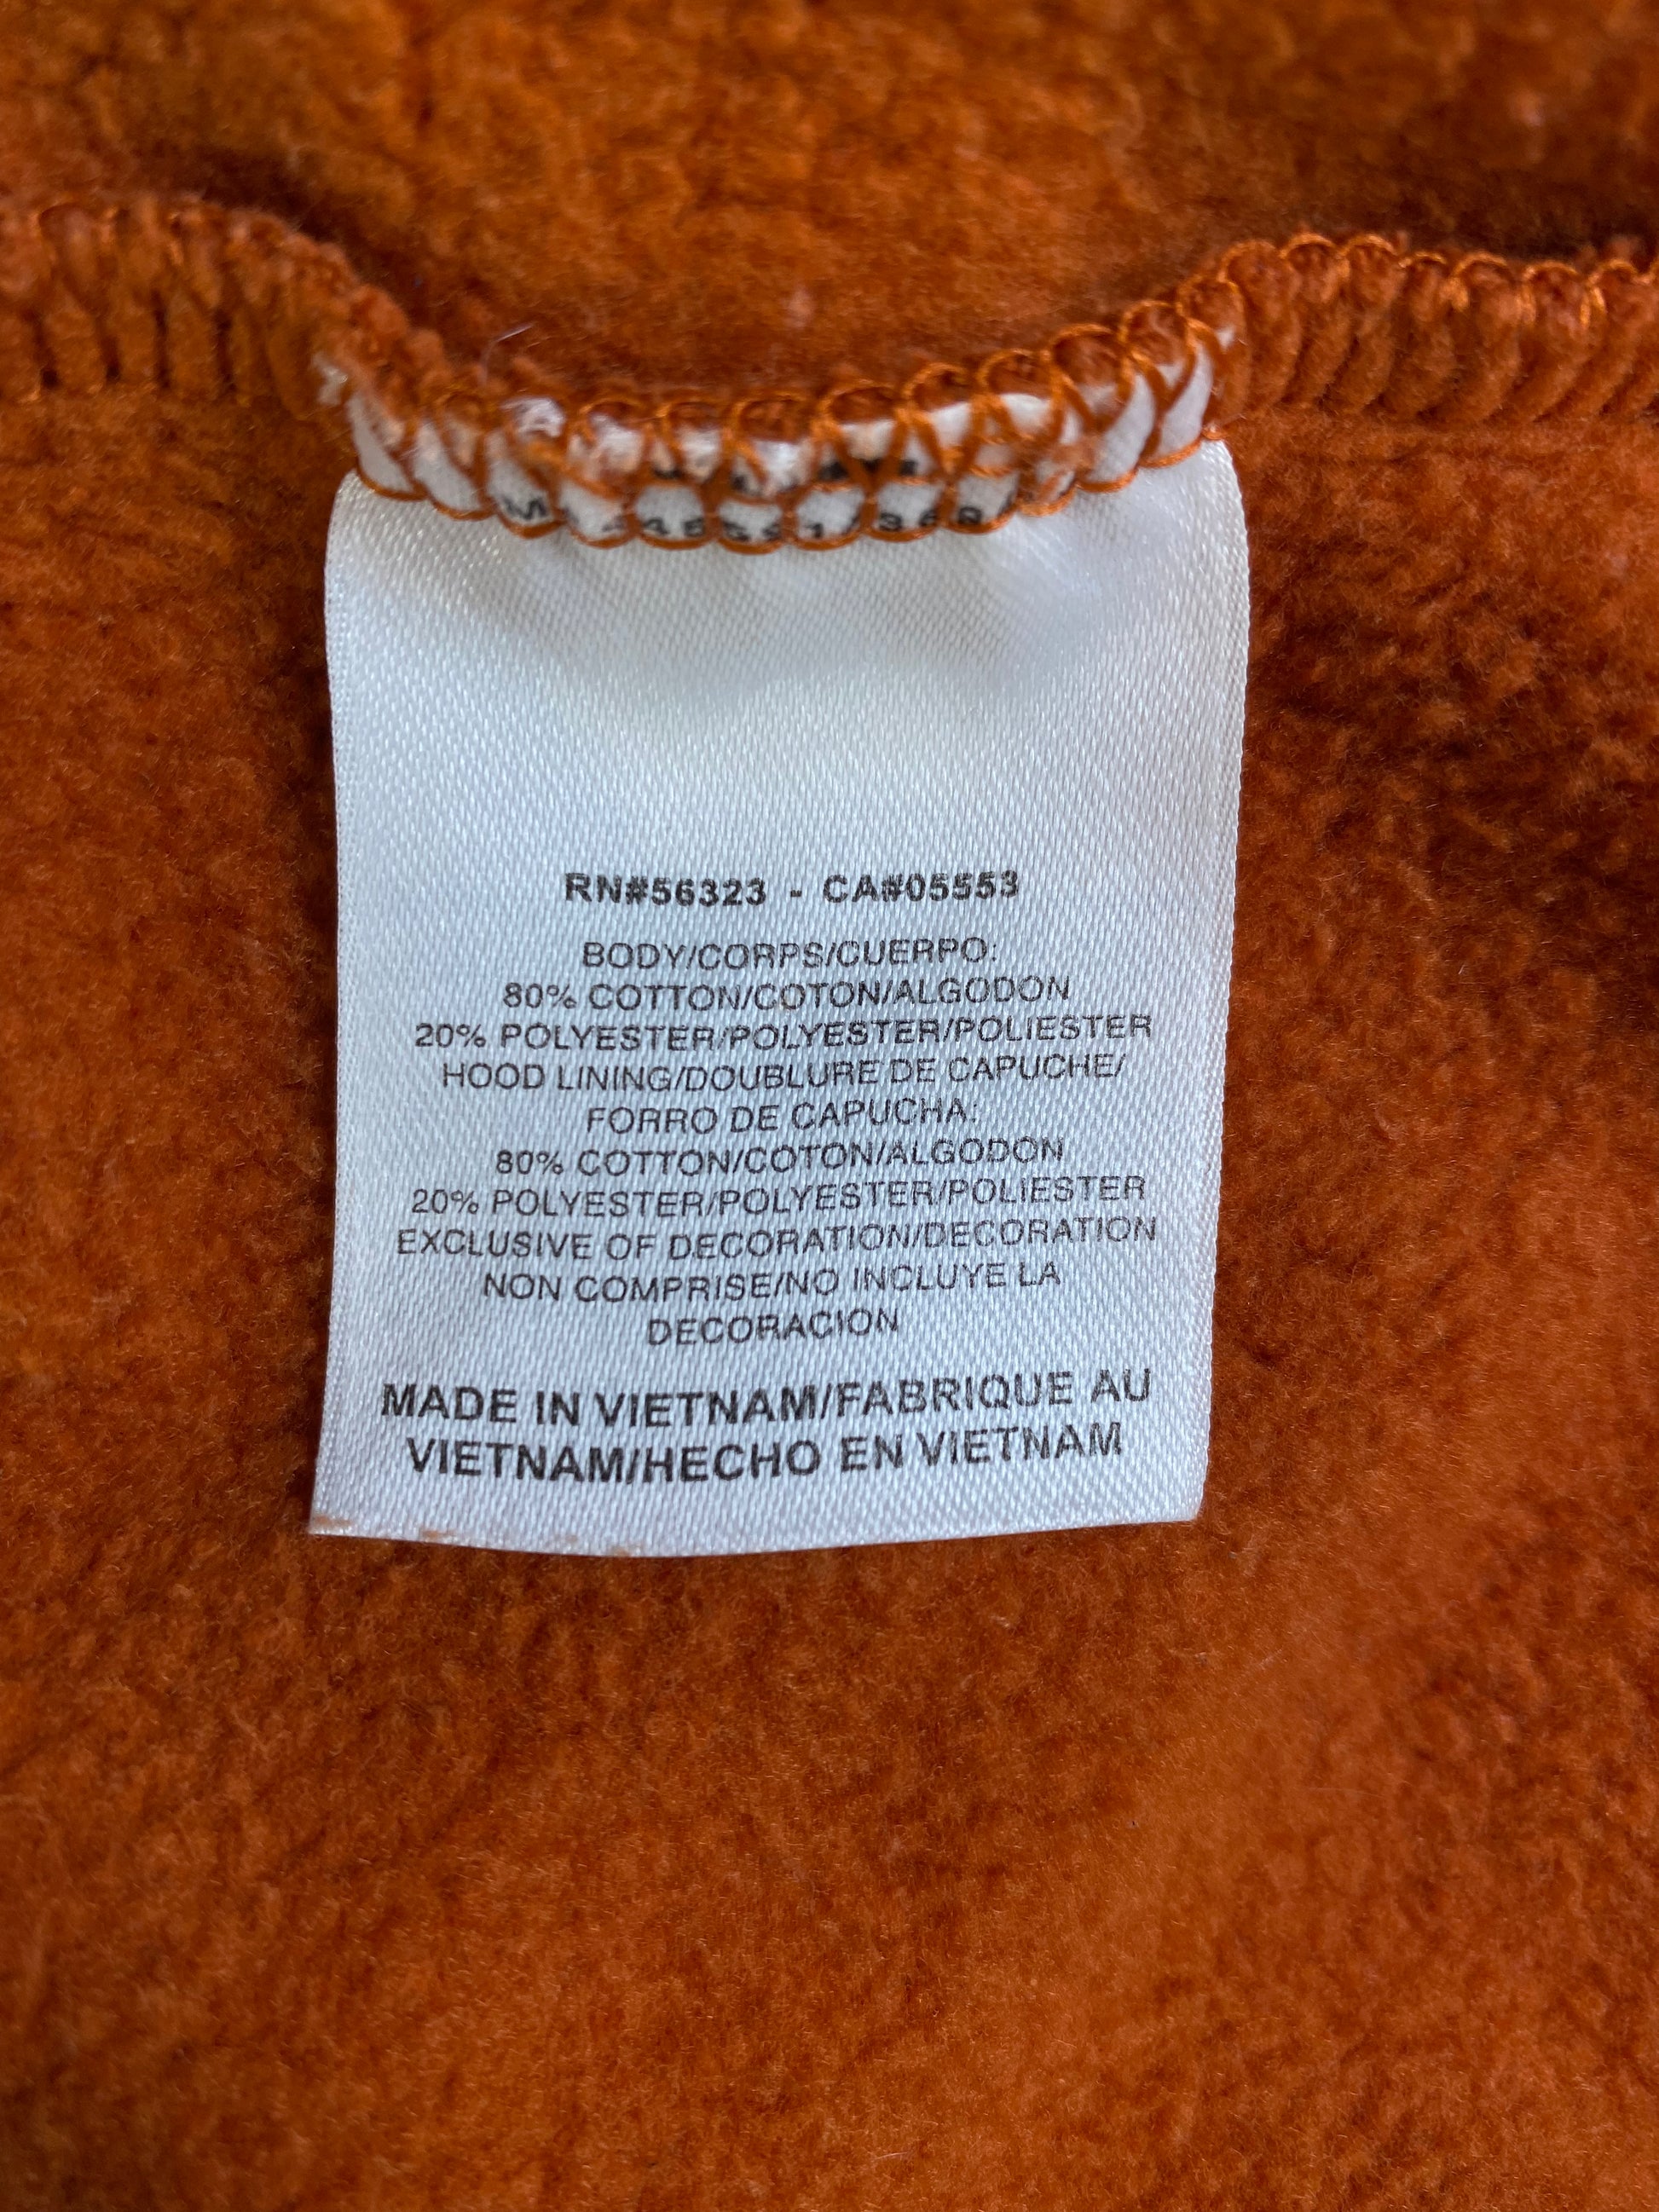 RN#56323 - CA#05553
BODY/CORPS/CUERPO:
80% COTTON/COTON/ALGODON
20% POLYESTER/POLYESTER/POLIESTER
HOOD LINING/DOUBLURE DE CAPUCHE/
FORRO DE CAPUCHA:
80% COTTON/COTON/ALGODON
20% POLYESTER/POLYESTER/POLIESTER
EXCLUSIVE OF DECORATION/DECORATION
NON COMPRISE/NO INCLUYE LA
DECORACION
MADE IN VIETNAM/FABRIQUE AU
VIETNAM/HECHO EN VIETNAM